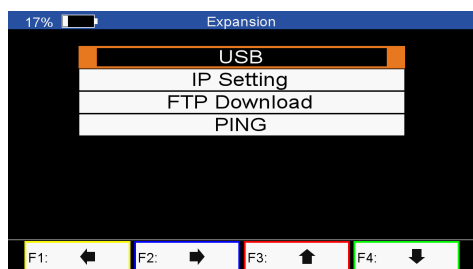 17% Expansion
USB
IP Setting
FTP Download
PING
F1: F2: F3: F4: